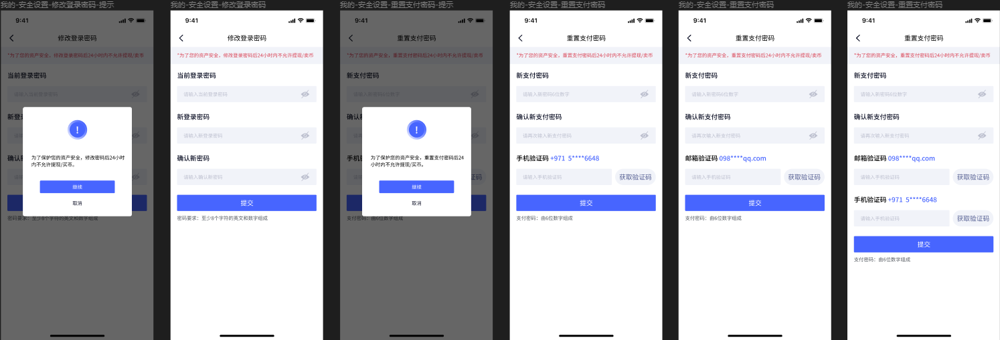 我的-安全设置-修改登录密码-提示
9:41
修改登录密码
*为了您的资产安全，修改登录密码后24小时内不允许提现/卖币
当前登录密码
请输入当前登录密码
新登
确认新
为了保护您的资产安全，修改密码后24小时
内不允许提现/买币。
继续
取消
密码要求：至少8个字符的英文和数字组成
我的-安全设置-修改登录密码
9:41
修改登录密码
*为了您的资产安全，修改登录密码后24小时内不允许提现/卖币
当前登录密码
请输入当前登录密码
新登录密码
请输入新登录密码
确认新密码
请输入确认新密码
提交
密码要求：至少8个字符的英文和数字组成
我的-安全设置-重置支付密码-提示
9:41
重置支付密码
*为了您的资产安全，重置支付密码后24小时内不允许提现/卖币
新支付密码
请输入新密码6位数字
确认新
手机验
证码
为了保护您的资产安全，重置支付密码后24
小时内不允许提现/买币。
继续
取消
支付密码：由6位数字组成
我的-安全设置-重置支付密码
9:41
重置支付密码
*为了您的资产安全，重置支付密码后24小时内不允许提现/卖币
新支付密码
请输入新密码6位数字
确认新支付密码
请再次输入新支付密码
手机验证码 +971 5****6648
请输入手机验证码
获取验证码
提交
支付密码：由6位数字组成
我的-安全设置-重置支付密码
9:41
重置支付密码
*为了您的资产安全，重置支付密码后24小时内不允许提现/卖币
新支付密码
请输入新密码6位数字
确认新支付密码
请再次输入新支付密码
邮箱验证码 098****qq.com
请输入手机验证码
获取验证码
提交
支付密码：由6位数字组成
我的-安全设置-重置支付密码
9:41
重置支付密码
*为了您的资产安全，重置支付密码后24小时内不允许提现/卖币
新支付密码
请输入新密码6位数字
确认新支付密码
请再次输入新支付密码
邮箱验证码 098****qq.com
请输入手机验证码
获取验证码
手机验证码 +971 5****6648
请输入手机验证码
获取验证码
提交
支付密码：由6位数字组成